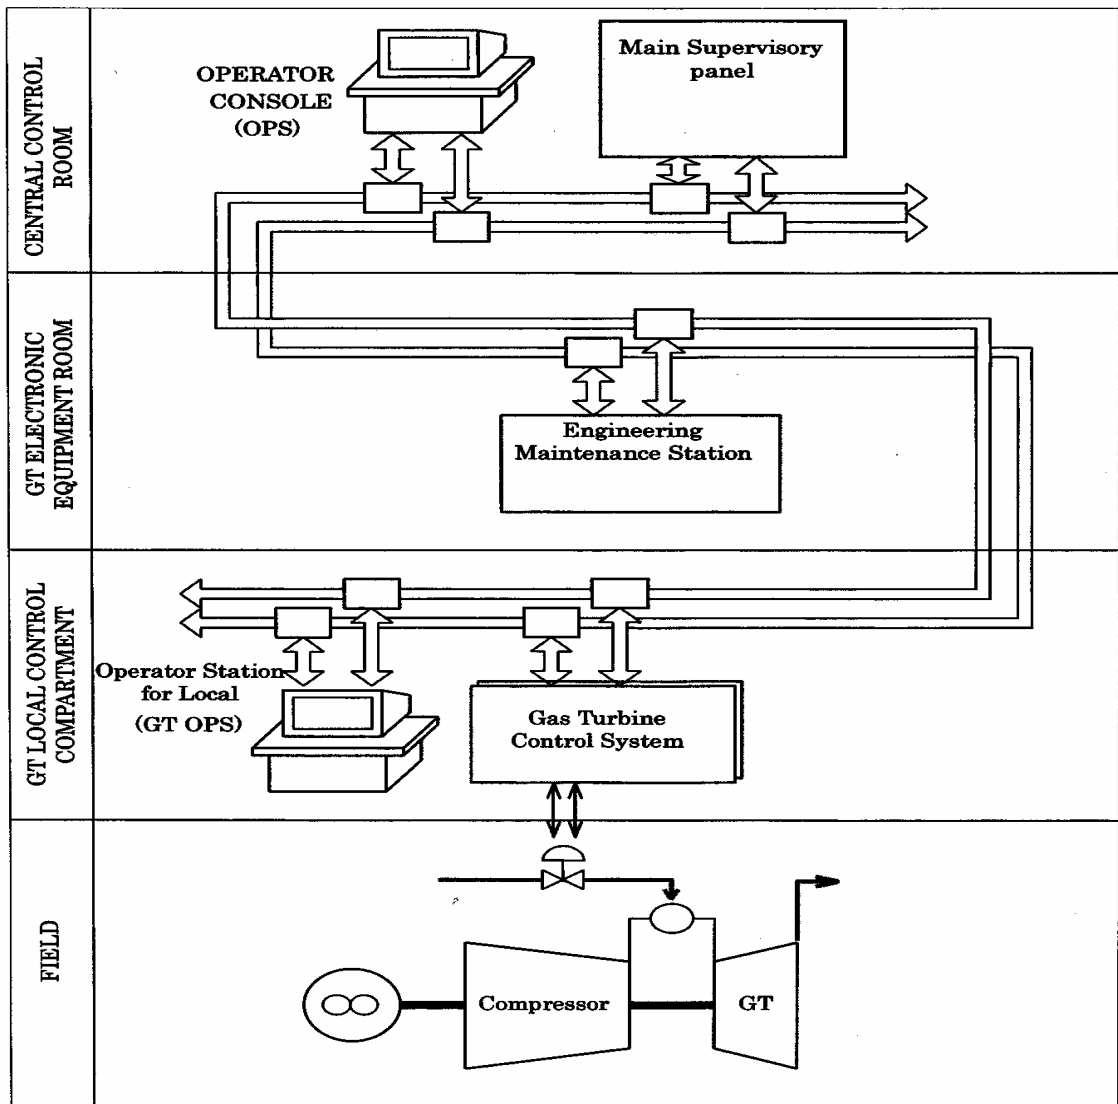 CENTRAL CONTROL
ROOM
OPERATOR
CONSOLE
(OPS)
Main Supervisory
panel
GT ELECTRONIC
EQUIPMENT ROOM
Engineering
Maintenance Station
GT LOCAL CONTROL
COMPARTMENT
Operator Station
for Local
(GT OPS)
Gas Turbine
Control System
FIELD
Compressor
GT